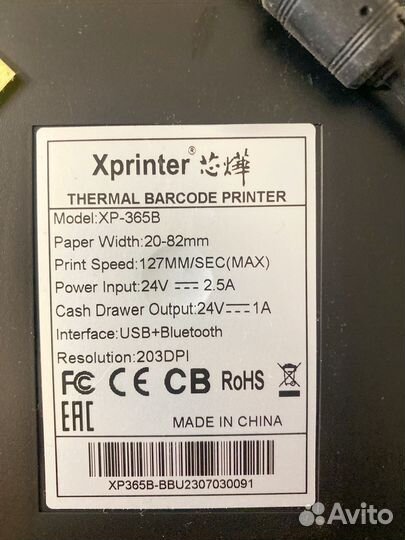 Xprinter® 芯烨
THERMAL BARCODE PRINTER
Model:XP-365B
Paper Width:20-82mm
Print Speed:127MM/SEC(MAX)
Power Input:24V 2.5A
Cash Drawer Output:24V 1A
Interface:USB+Bluetooth
Resolution:203DPI
FC CE CB RoHS
EAC MADE IN CHINA
XP365B-BBU2307030091
Avito